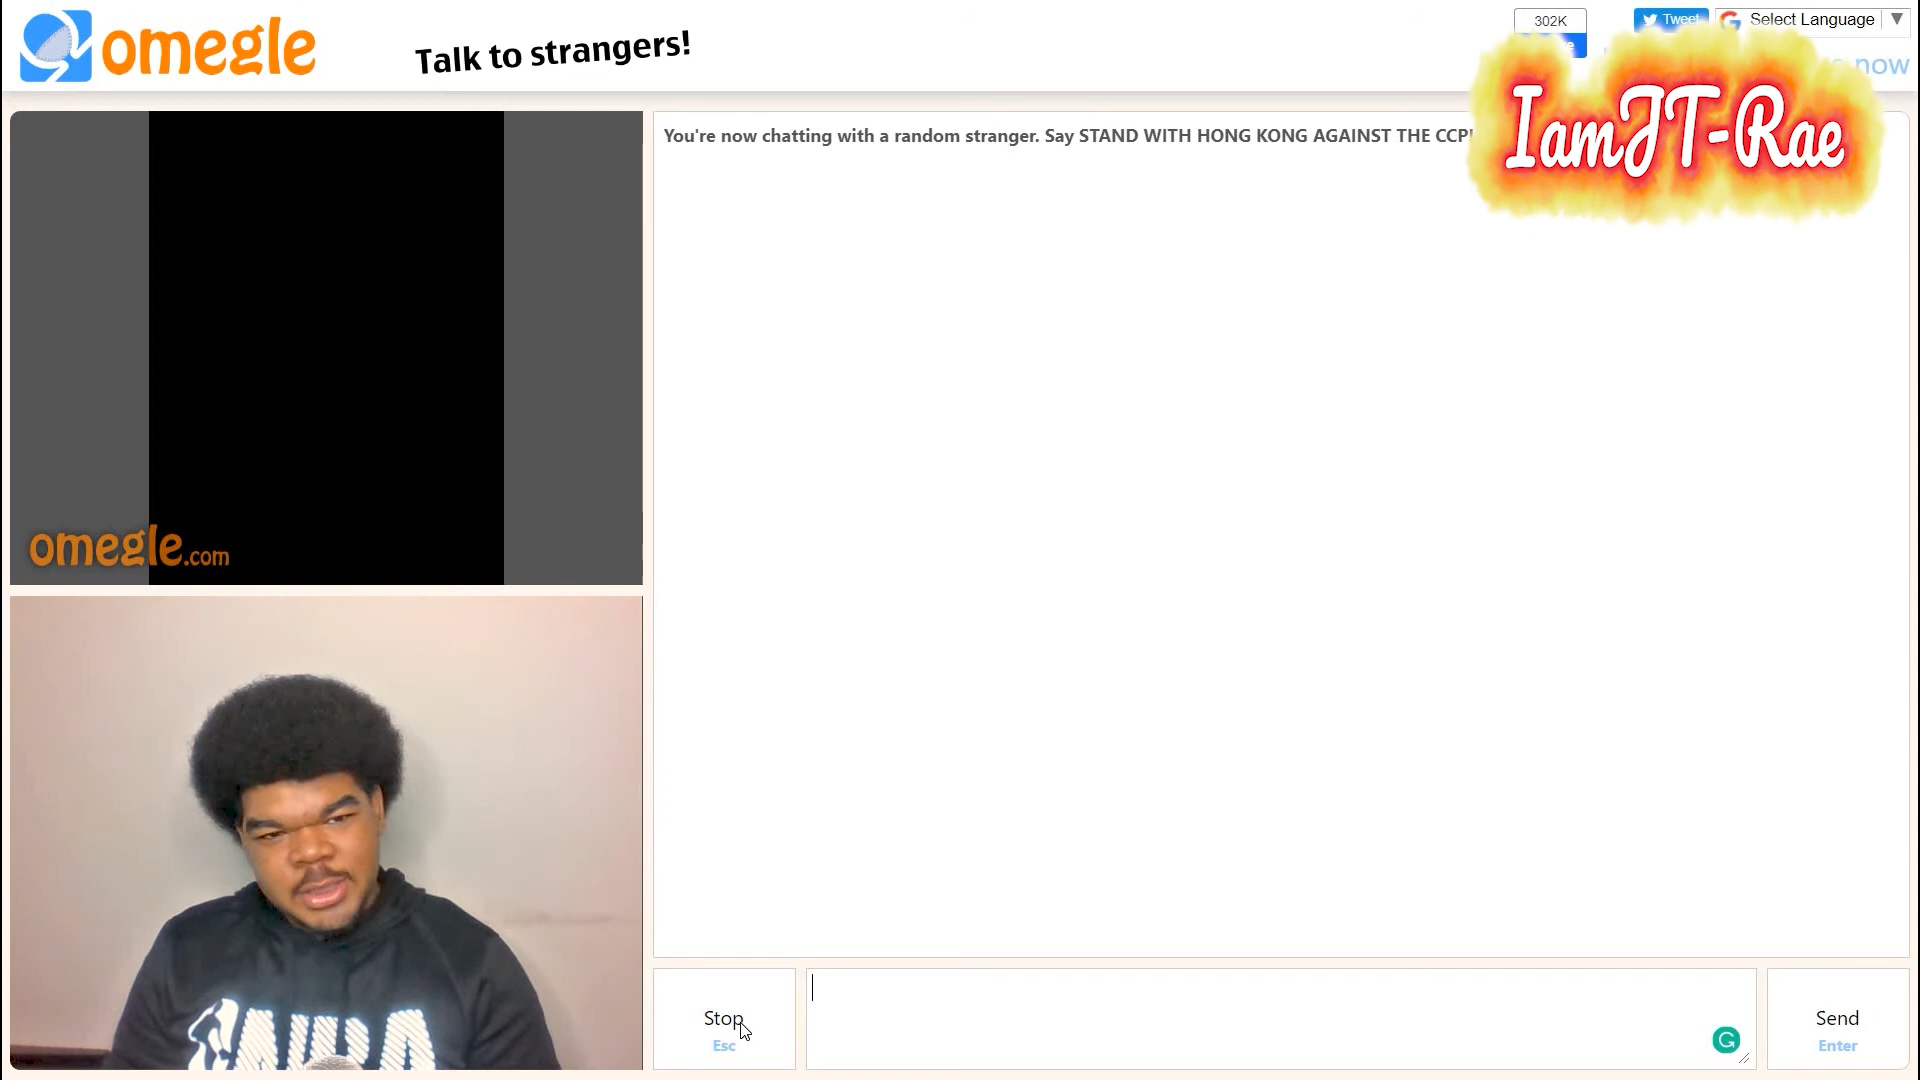 omegle
Talk to strangers!
302K
Tweet
Select Language
now
IamJT-Rae
You're now chatting with a random stranger. Say STAND WITH HONG KONG AGAINST THE CCP!
omegle.com
Stop
Esc
Send
Enter